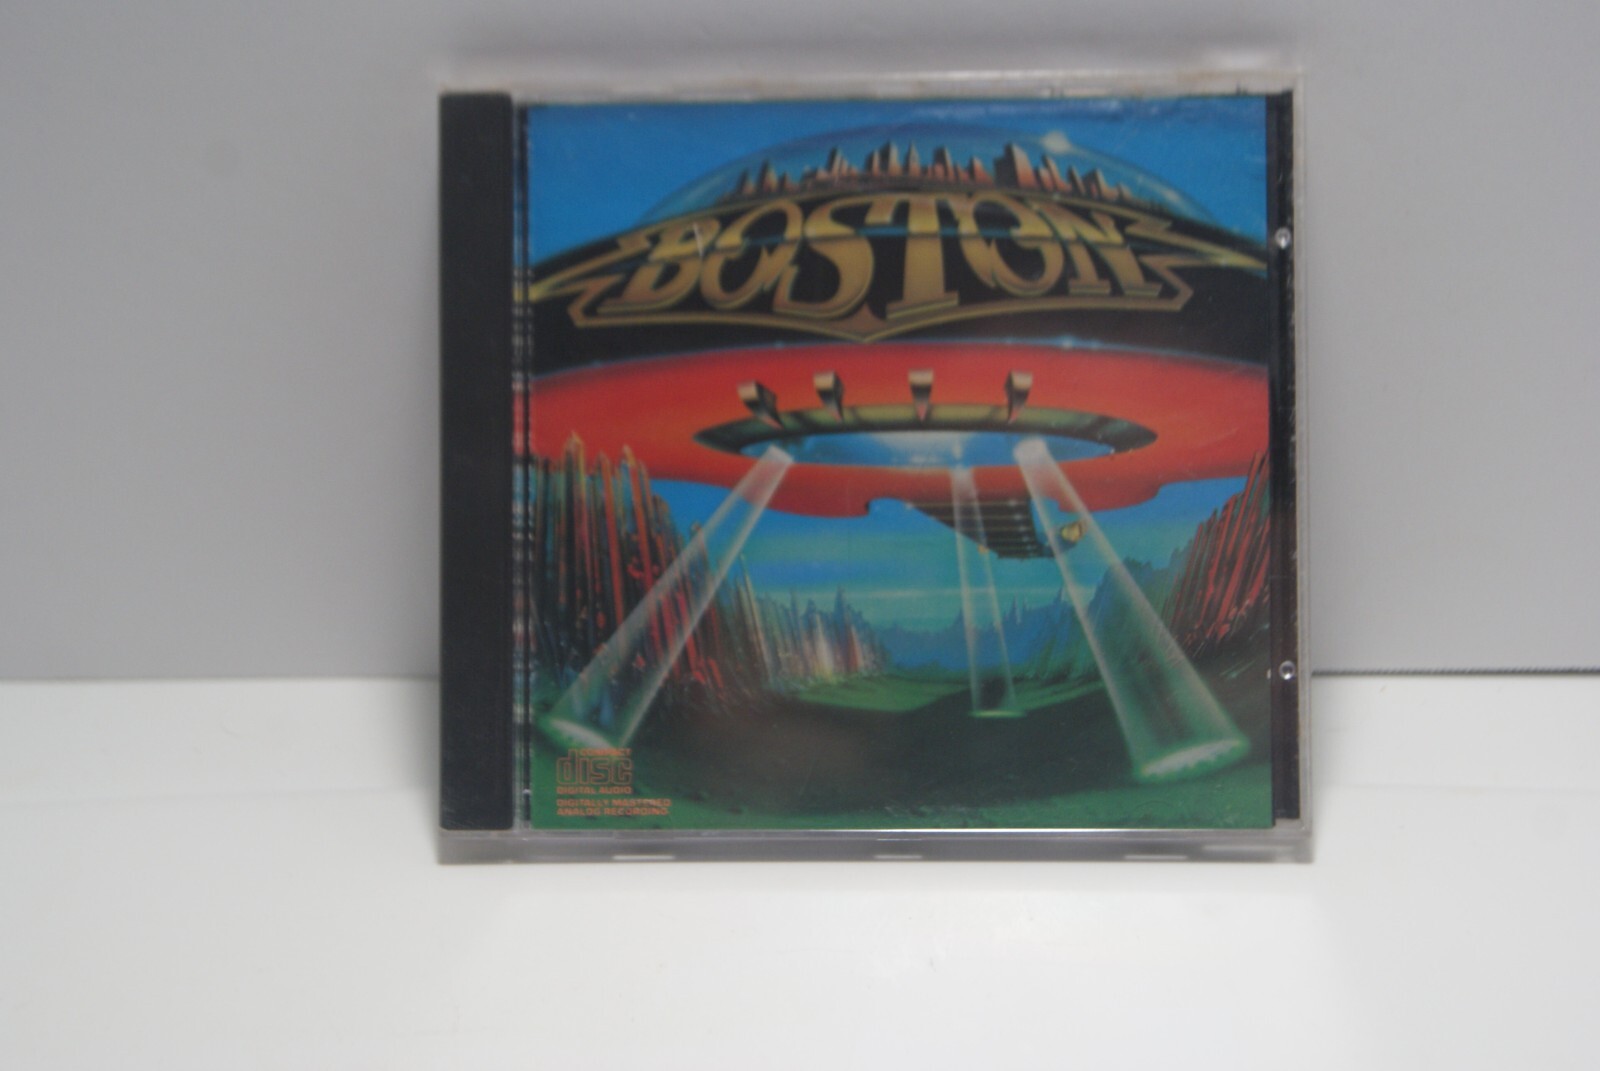 BOSTON
COMPACT
disc
DIGITAL AUDIO
DIGITALLY MASTERED
ANALOG RECORDING